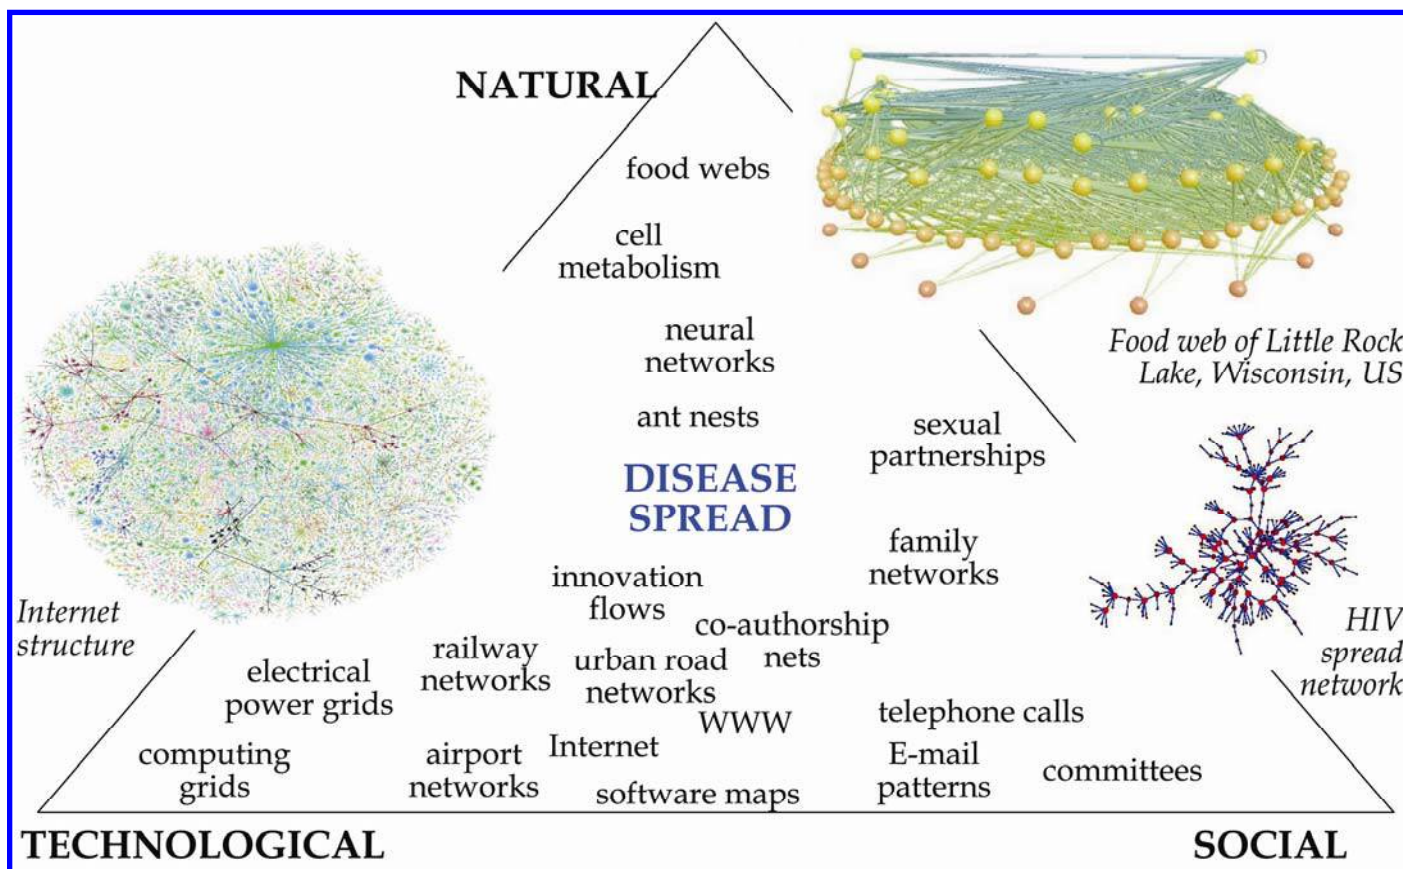 NATURAL
food webs
cell
metabolism
neural
networks
Food web of Little Rock
Lake, Wisconsin, US
ant nests
sexual
partnerships
DISEASE
SPREAD
family
networks
innovation
flows
Internet
structure
co-authorship
nets
HIV
spread
network
railway
networks
urban road
networks
electrical
power grids
WWW
telephone calls
computing
grids
airport
networks
Internet
E-mail
patterns
committees
software maps
TECHNOLOGICAL
SOCIAL